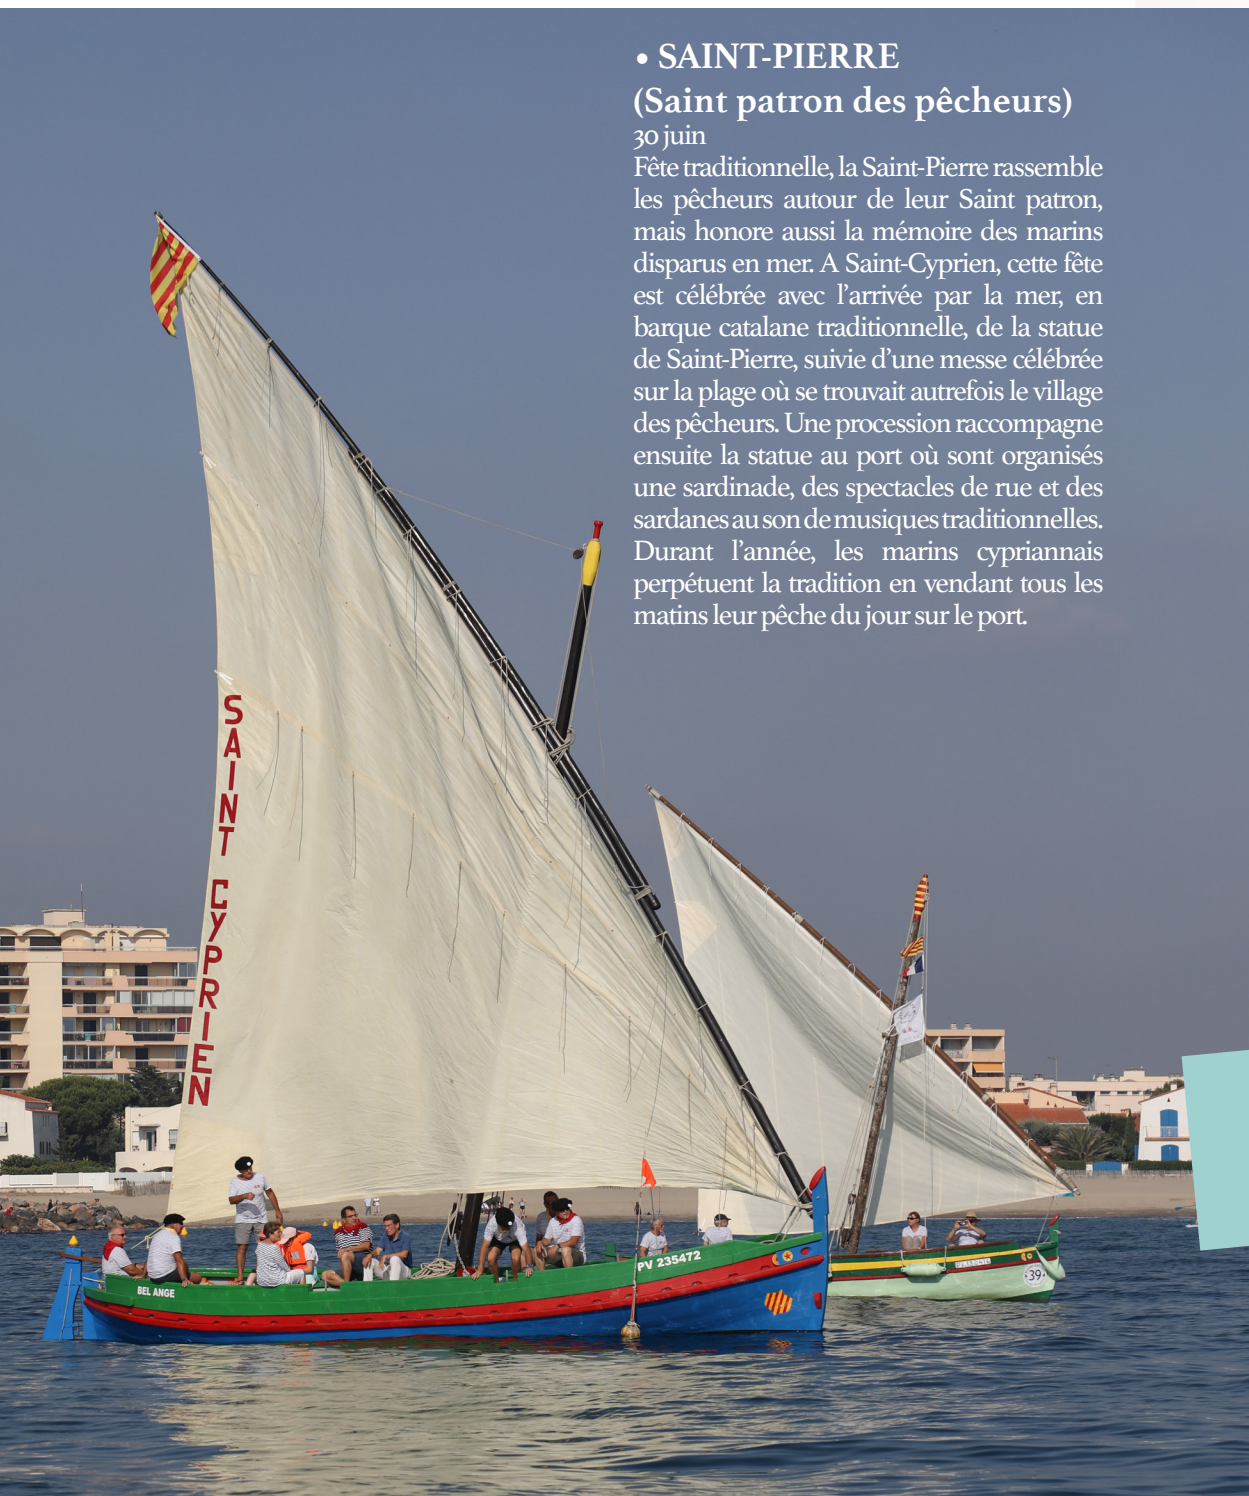 • SAINT-PIERRE
(Saint patron des pêcheurs)
30 juin
Fête traditionnelle, la Saint-Pierre rassemble
les pêcheurs autour de leur Saint patron,
mais honore aussi la mémoire des marins
disparus en mer. A Saint-Cyprien, cette fête
est célébrée avec l’arrivée par la mer, en
barque catalane traditionnelle, de la statue
de Saint-Pierre, suivie d’une messe célébrée
sur la plage où se trouvait autrefois le village
des pêcheurs. Une procession raccompagne
ensuite la statue au port où sont organisés
une sardinade, des spectacles de rue et des
sardanes au son de musiques traditionnelles.
Durant l’année, les marins cypriannais
perpétuent la tradition en vendant tous les
matins leur pêche du jour sur le port.
SAINT CYPRIEN
BEL ANGE
PV 235472
39